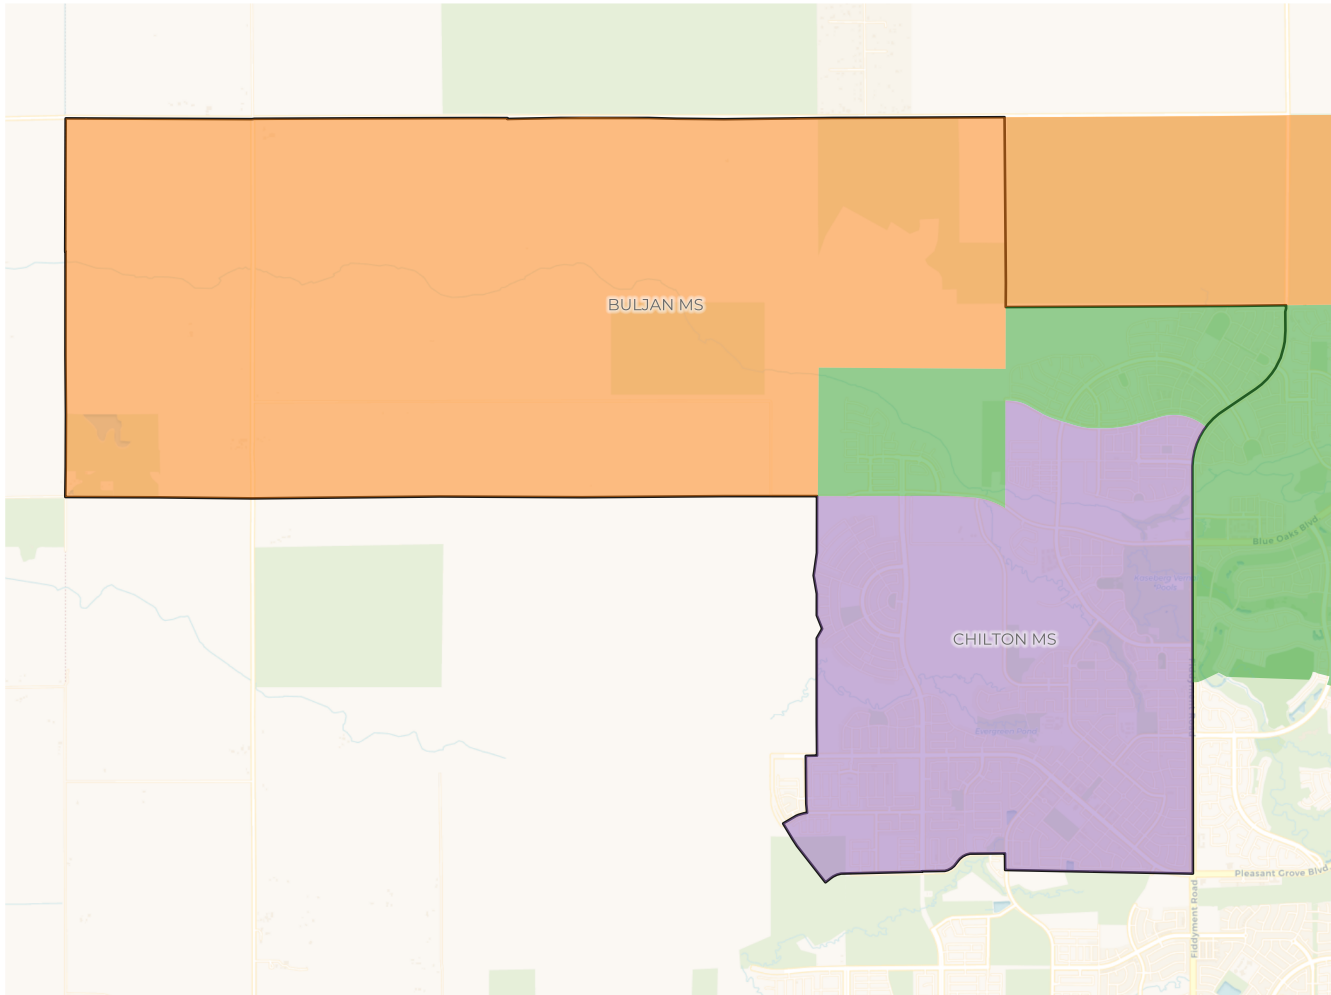 BULJAN MS
Blue Oaks Blvd
CHILTON MS
Pleasant Grove Blvd
Fiddyment Road